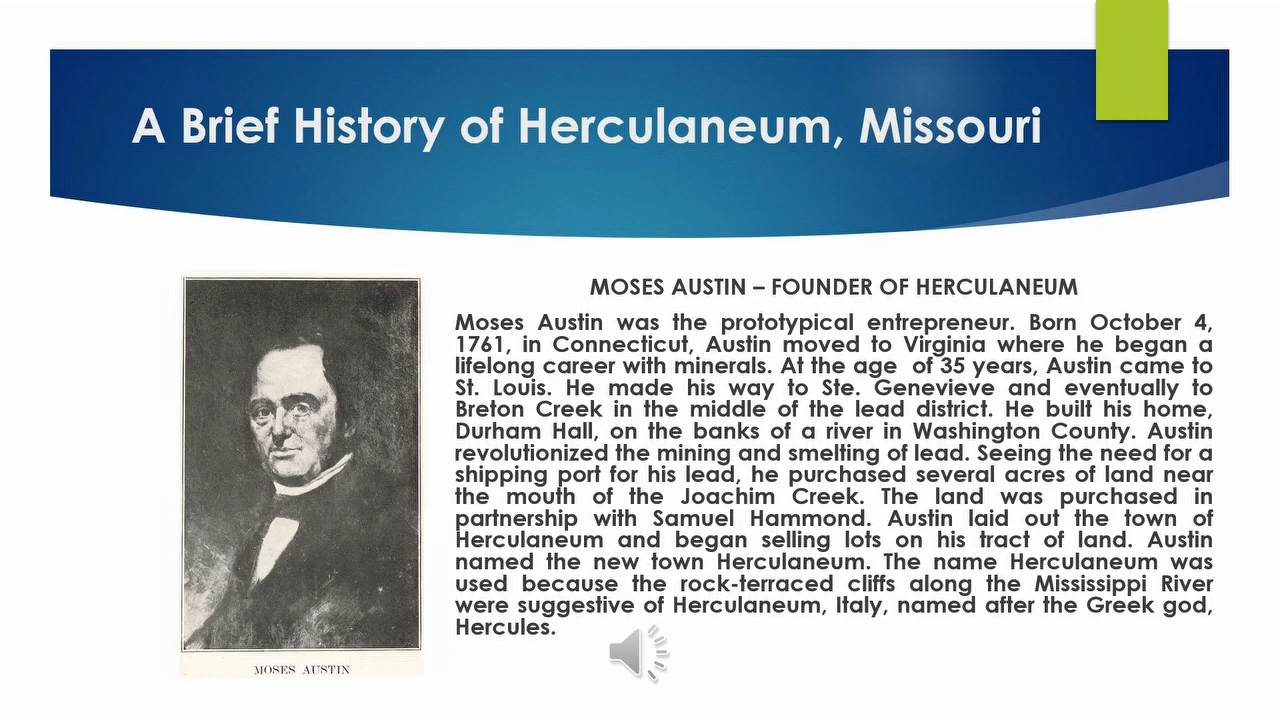 A Brief History of Herculaneum, Missouri
MOSES AUSTIN – FOUNDER OF HERCULANEUM
Moses Austin was the prototypical entrepreneur. Born October 4,
1761, in Connecticut, Austin moved to Virginia where he began a
lifelong career with minerals. At the age of 35 years, Austin came to
St. Louis. He made his way to Ste. Genevieve and eventually to
Breton Creek in the middle of the lead district. He built his home,
Durham Hall, on the banks of a river in Washington County. Austin
revolutionized the mining and smelting of lead. Seeing the need for a
shipping port for his lead, he purchased several acres of land near
the mouth of the Joachim Creek. The land was purchased in
partnership with Samuel Hammond. Austin laid out the town of
Herculaneum and began selling lots on his tract of land. Austin
named the new town Herculaneum. The name Herculaneum was
used because the rock-terraced cliffs along the Mississippi River
were suggestive of Herculaneum, Italy, named after the Greek god,
Hercules.
MOSES AUSTIN